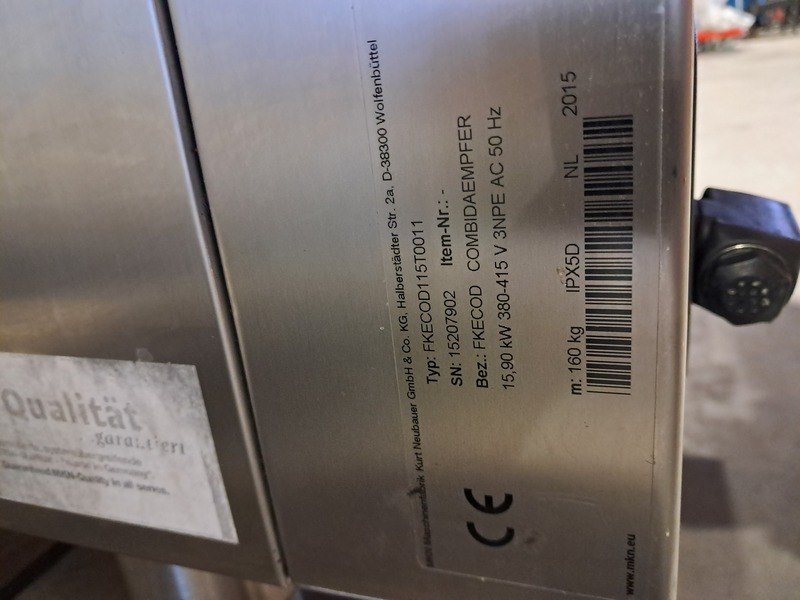 Maschinenfabrik Kurt Neubauer GmbH & Co. KG, Halberstädter Str. 2a, D-38300 Wolfenbüttel
Typ: FKECOD115T0011
SN: 15207902 Item-Nr.: -
Bez.: FKECOD COMBIDAEMPFER
15,90 kW 380-415 V 3NPE AC 50 Hz
m: 160 kg IPX5D NL 2015
CE
www.mkn.eu
Qualität
garantiert
MKN-Quality in all series.